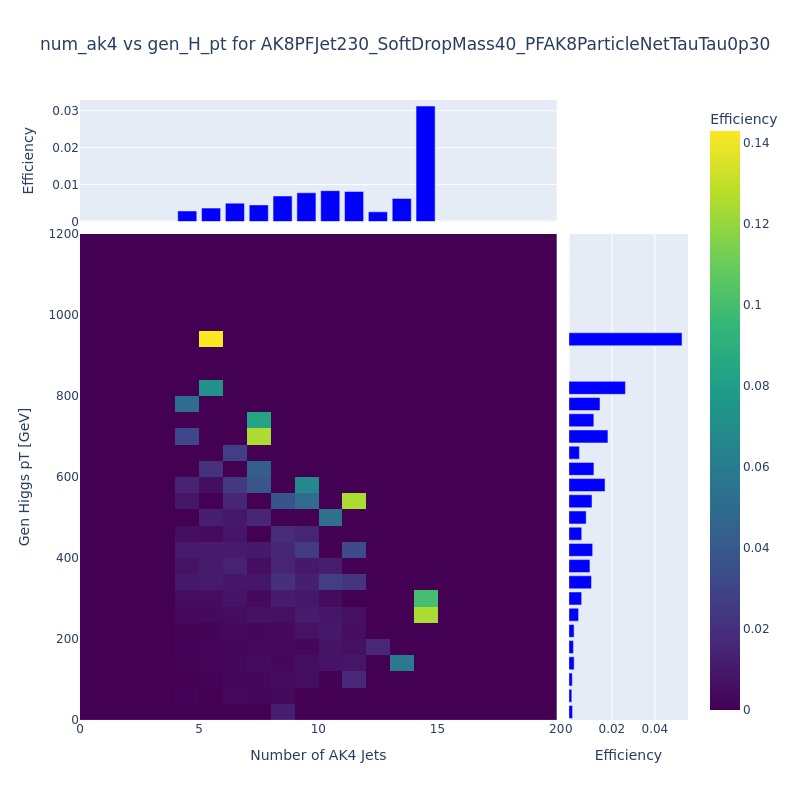 num_ak4 vs gen_H_pt for AK8PFJet230_SoftDropMass40_PFAK8ParticleNetTauTau0p30
Efficiency
0.03
0.02
0.01
0
Efficiency
0.14
0.12
0.1
0.08
0.06
0.04
0.02
0
Gen Higgs pT [GeV]
1200
1000
800
600
400
200
0
0 5 10 15 20
0 0.02 0.04
Number of AK4 Jets
Efficiency